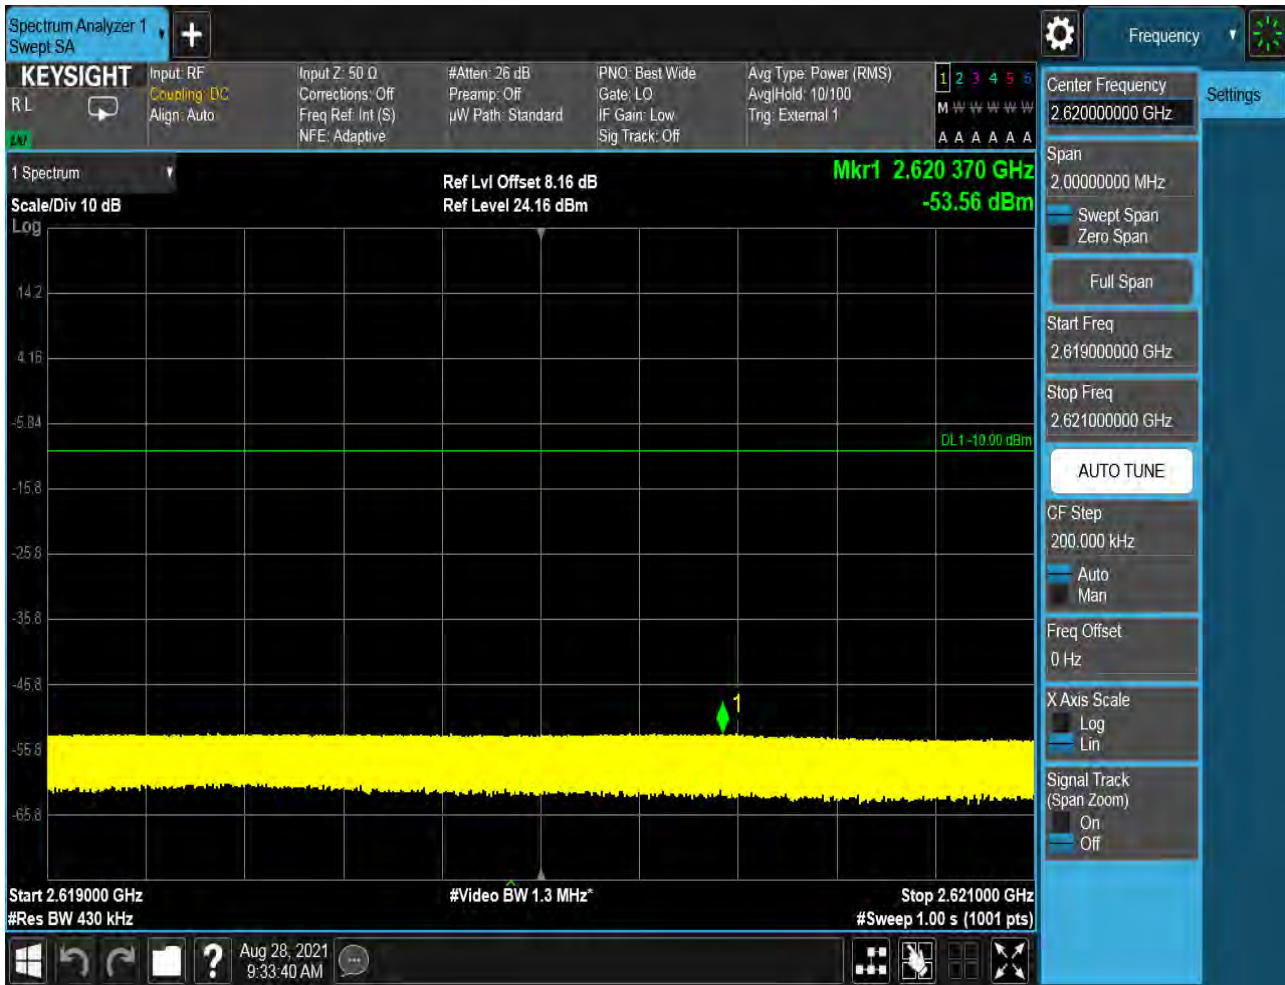 Spectrum Analyzer 1
Swept SA
Frequency
KEYSIGHT
R L
LXI
Input: RF
Coupling: DC
Align: Auto
Input Z: 50 Ω
Corrections: Off
Freq Ref: Int (S)
NFE: Adaptive
#Atten: 26 dB
Preamp: Off
µW Path: Standard
PNO: Best Wide
Gate: LO
IF Gain: Low
Sig Track: Off
Avg Type: Power (RMS)
Avg|Hold: 10/100
Trig: External 1
1 2 3 4 5 6
M W W W W W
A A A A A A
1 Spectrum
Scale/Div 10 dB
Log
Ref Lvl Offset 8.16 dB
Ref Level 24.16 dBm
Mkr1 2.620 370 GHz
-53.56 dBm
14.2
4.16
-5.84
DL1 -10.00 dBm
-15.8
-25.8
-35.8
-45.8
1
-55.8
-65.8
Start 2.619000 GHz
#Res BW 430 kHz
#Video BW 1.3 MHz*
Stop 2.621000 GHz
#Sweep 1.00 s (1001 pts)
Center Frequency
2.620000000 GHz
Settings
Span
2.00000000 MHz
Swept Span
Zero Span
Full Span
Start Freq
2.619000000 GHz
Stop Freq
2.621000000 GHz
AUTO TUNE
CF Step
200.000 kHz
Auto
Man
Freq Offset
0 Hz
X Axis Scale
Log
Lin
Signal Track
(Span Zoom)
On
Off
?
Aug 28, 2021
9:33:40 AM